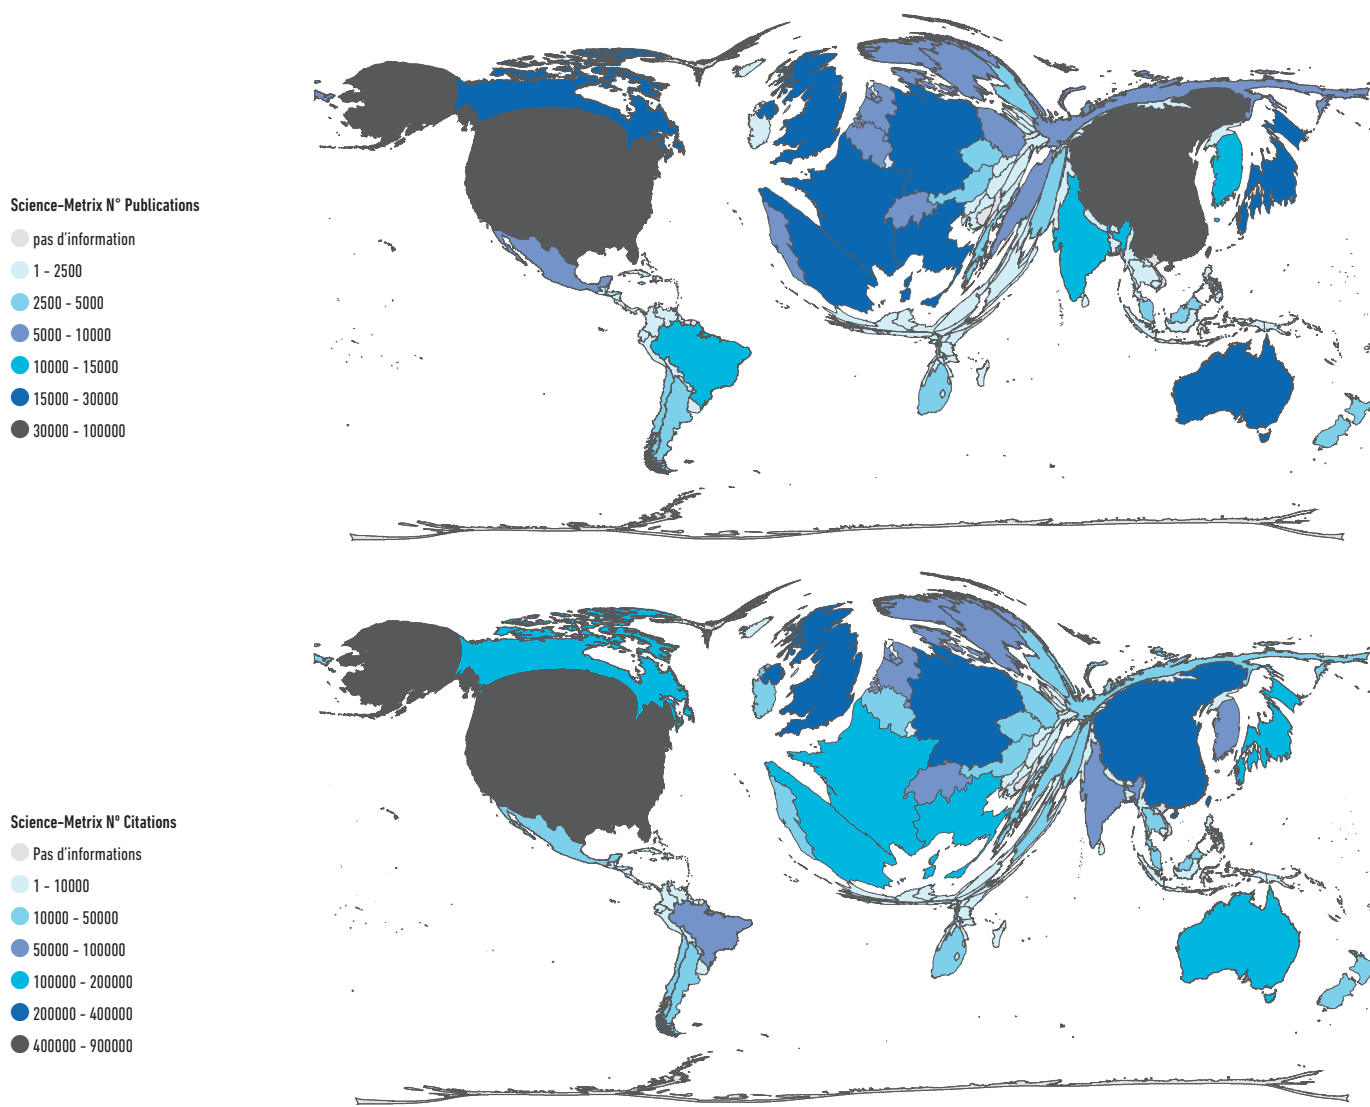 Science-Metrix N° Publications
pas d'information
1 - 2500
2500 - 5000
5000 - 10000
10000 - 15000
15000 - 30000
30000 - 100000
Science-Metrix N° Citations
Pas d'informations
1 - 10000
10000 - 50000
50000 - 100000
100000 - 200000
200000 - 400000
400000 - 900000